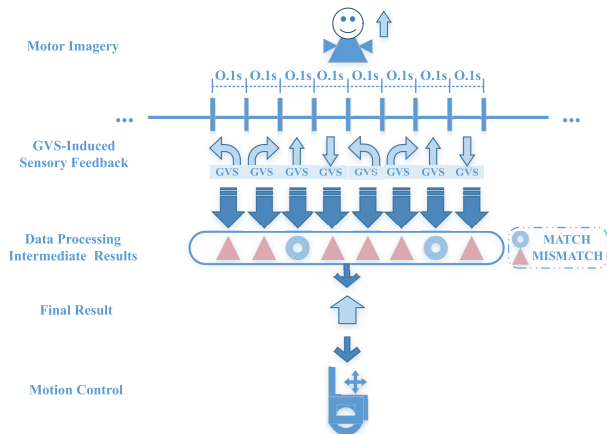 Motor Imagery
O.1s O.1s O.1s O.1s O.1s O.1s O.1s O.1s
... ...
GVS-Induced
Sensory Feedback
GVS GVS GVS GVS GVS GVS GVS GVS
Data Processing
Intermediate Results
MATCH
MISMATCH
Final Result
Motion Control